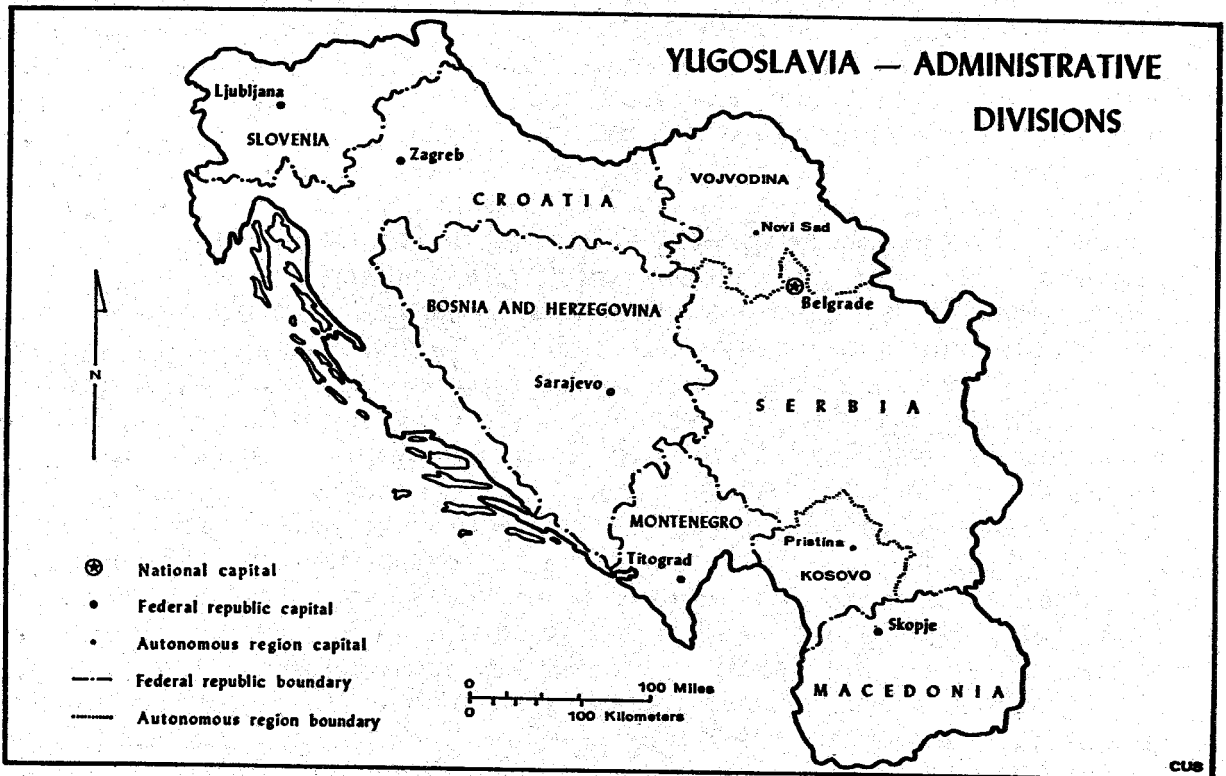 YUGOSLAVIA — ADMINISTRATIVE
DIVISIONS
Ljubljana
SLOVENIA
Zagreb
CROATIA
VOJVODINA
Novi Sad
Belgrade
BOSNIA AND HERZEGOVINA
Sarajevo
SERBIA
N
MONTENEGRO
Titograd
Pristina
KOSOVO
Skopje
MACEDONIA
National capital
Federal republic capital
Autonomous region capital
Federal republic boundary
Autonomous region boundary
0 100 Miles
0 100 Kilometers
CUS